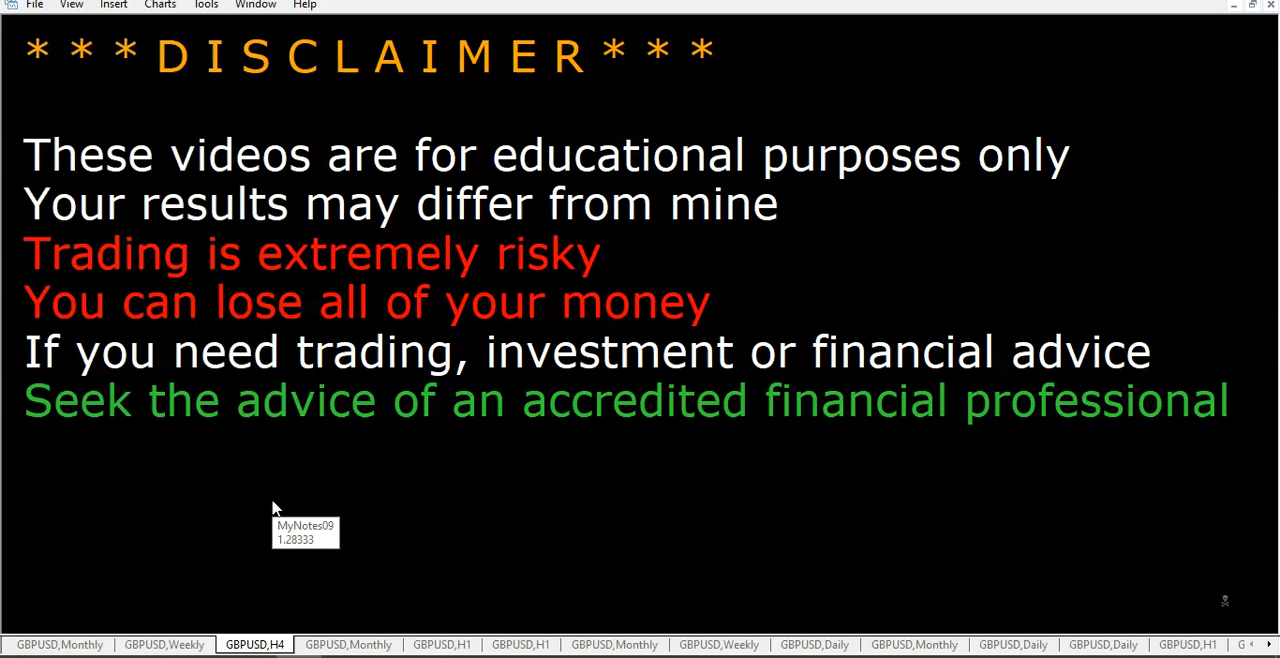 File View Insert Charts Tools Window Help
* * * D I S C L A I M E R * * *
These videos are for educational purposes only
Your results may differ from mine
Trading is extremely risky
You can lose all of your money
If you need trading, investment or financial advice
Seek the advice of an accredited financial professional
MyNotes09
1.28333
GBPUSD,Monthly GBPUSD,Weekly GBPUSD,H4 GBPUSD,Monthly GBPUSD,H1 GBPUSD,H1 GBPUSD,Monthly GBPUSD,Weekly GBPUSD,Daily GBPUSD,Monthly GBPUSD,Daily GBPUSD,Daily GBPUSD,H1 G